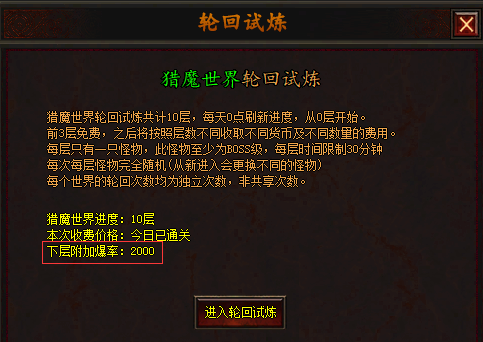 轮回试炼
猎魔世界轮回试炼
猎魔世界轮回试炼共计10层，每天0点刷新进度，从0层开始。
前3层免费，之后将按照层数不同收取不同货币及不同数量的费用。
每层只有一只怪物，此怪物至少为BOSS级，每层时间限制30分钟
每次每层怪物完全随机(从新进入会更换不同的怪物)
每个世界的轮回次数均为独立次数，非共享次数。
猎魔世界进度：10层
本次收费价格：今日已通关
下层附加爆率：2000
进入轮回试炼